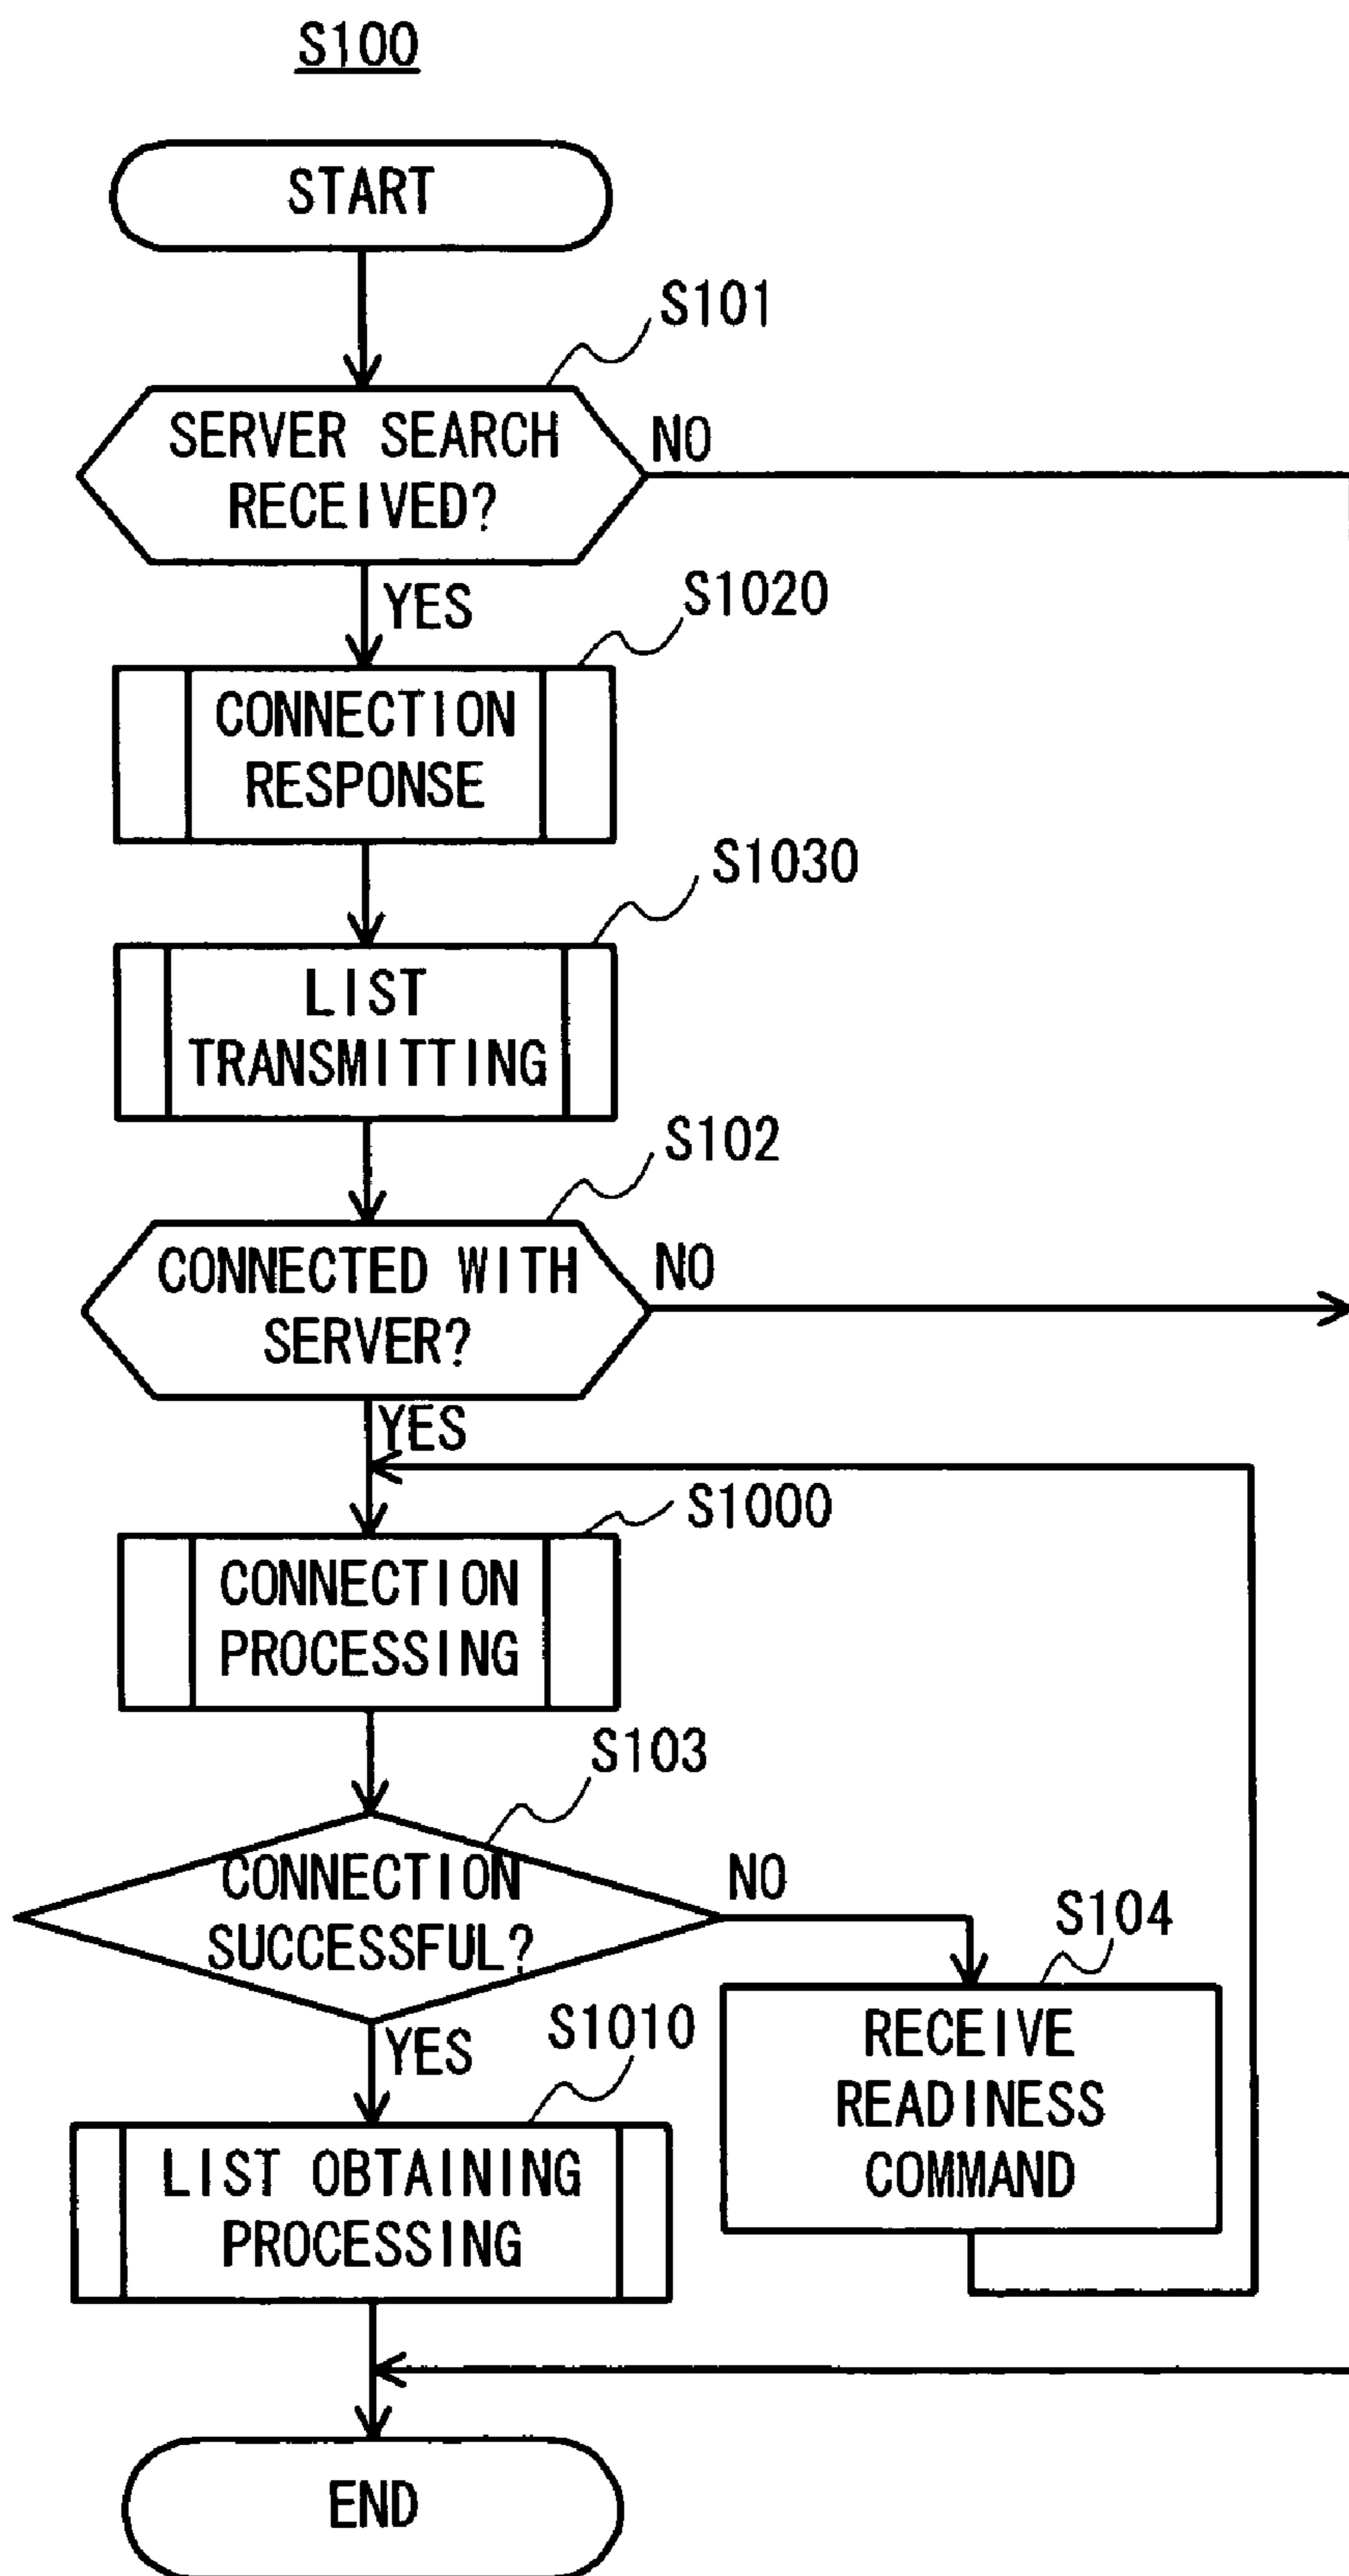 S100
START
S101
SERVER SEARCH
RECEIVED?
NO
YES
S1020
CONNECTION
RESPONSE
S1030
LIST
TRANSMITTING
S102
CONNECTED WITH
SERVER?
NO
YES
S1000
CONNECTION
PROCESSING
S103
CONNECTION
SUCCESSFUL?
NO
S104
RECEIVE
READINESS
COMMAND
YES
S1010
LIST OBTAINING
PROCESSING
END